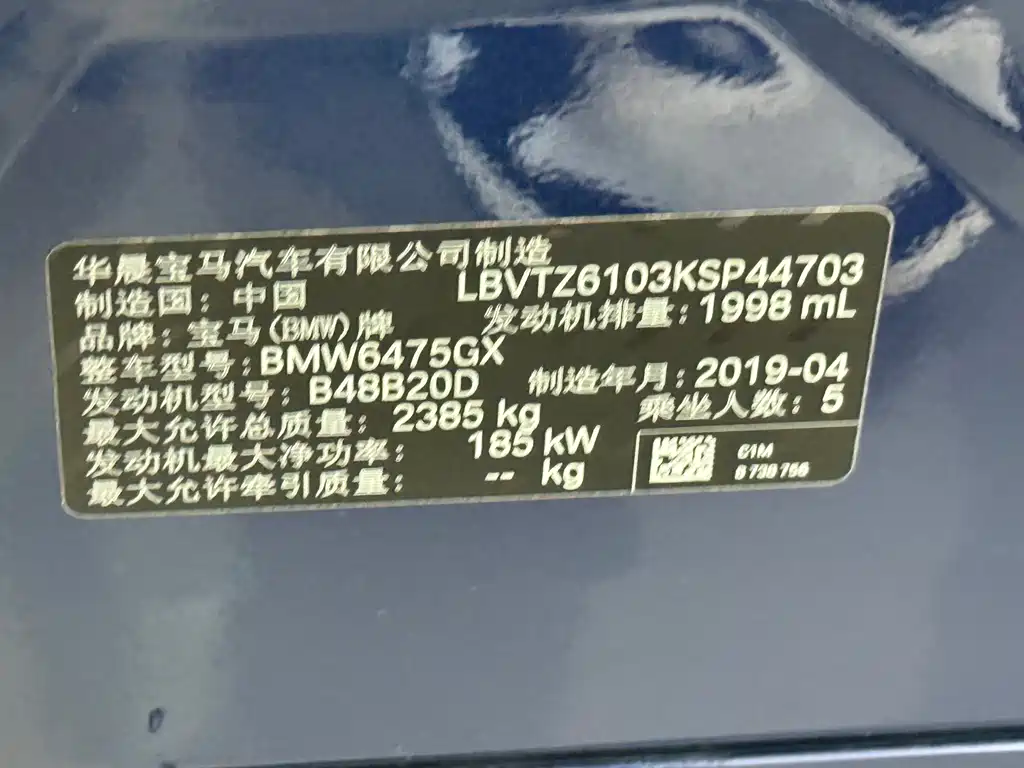 华晨宝马汽车有限公司制造
制造国：中国 LBVTZ6103KSP44703
品牌：宝马(BMW)牌 发动机排量：1998 mL
整车型号：BMW6475GX
发动机型号：B48B20D 制造年月：2019-04
最大允许总质量：2385 kg 乘坐人数：5
发动机最大净功率：185 kW
最大允许牵引质量：-- kg
C1M